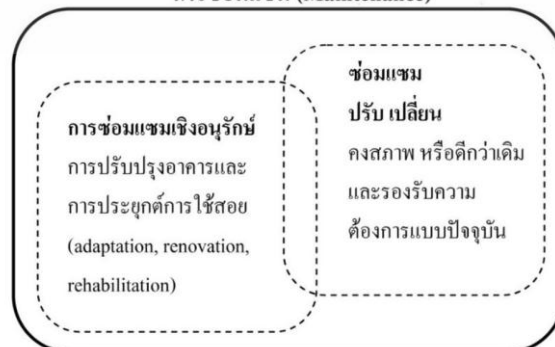 (Maintenance)
การซ่อมแซมเชิงอนุรักษ์
การปรับปรุงอาคารและ
การประยุกต์การใช้สอย
(adaptation, renovation,
rehabilitation)
ซ่อมแซม
ปรับ เปลี่ยน
คงสภาพ หรือดีกว่าเดิม
และรองรับความ
ต้องการแบบปัจจุบัน